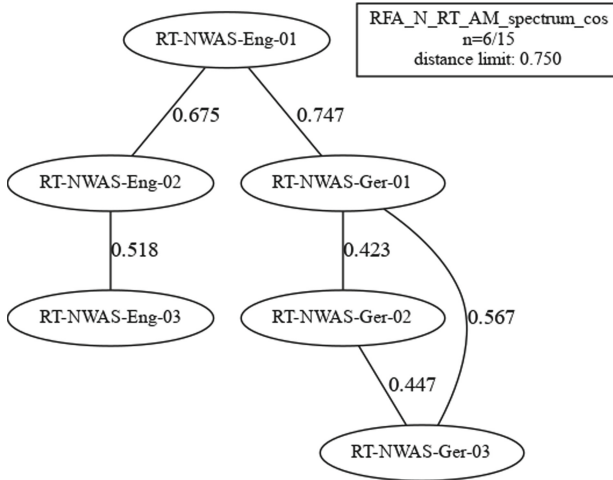 RT-NWAS-Eng-01
RFA_N_RT_AM_spectrum_cos
n=6/15
distance limit: 0.750
0.675
0.747
RT-NWAS-Eng-02
RT-NWAS-Ger-01
0.518
0.423
RT-NWAS-Eng-03
RT-NWAS-Ger-02
0.567
0.447
RT-NWAS-Ger-03